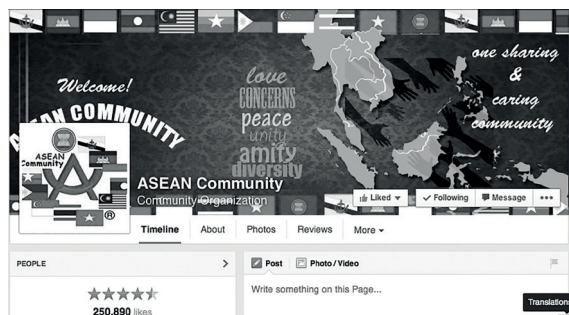 Welcome!
ASEAN COMMUNITY
love
CONCERNS
peace
unity
amity
diversity
one sharing
&
caring
community
ASEAN
Community
®
ASEAN Community
Community Organization
Liked
Following
Message
Timeline
About
Photos
Reviews
More
PEOPLE
250,890 likes
Post
Photo / Video
Write something on this Page...
Translations